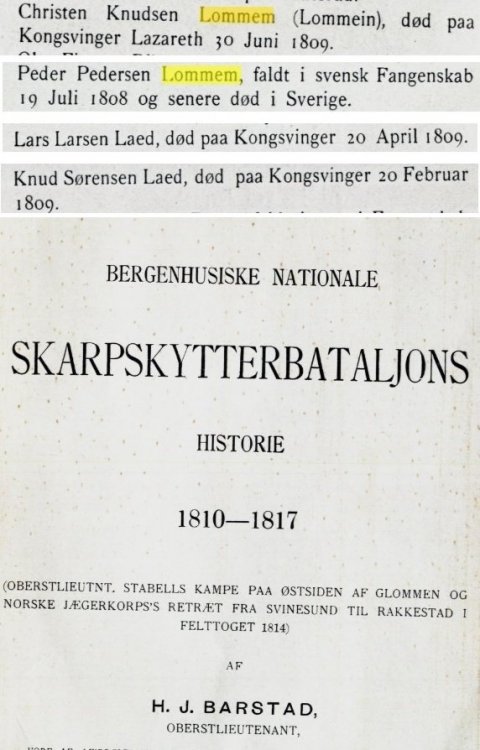 Christen Knudsen Lommem (Lommein), død paa
Kongsvinger Lazareth 30 Juni 1809.
Peder Pedersen Lommem, faldt i svensk Fangenskab
19 Juli 1808 og senere død i Sverige.
Lars Larsen Laed, død paa Kongsvinger 20 April 1809.
Knud Sørensen Laed, død paa Kongsvinger 20 Februar
1809.
BERGENHUSISKE NATIONALE
SKARPSKYTTERBATALJONS
HISTORIE
1810—1817
(OBERSTLIEUTNT. STABELLS KAMPE PAA ØSTSIDEN AF GLOMMEN OG
NORSKE JÆGERKORPS'S RETRÆT FRA SVINESUND TIL RAKKESTAD I
FELTTOGET 1814)
AF
H. J. BARSTAD,
OBERSTLIEUTENANT,